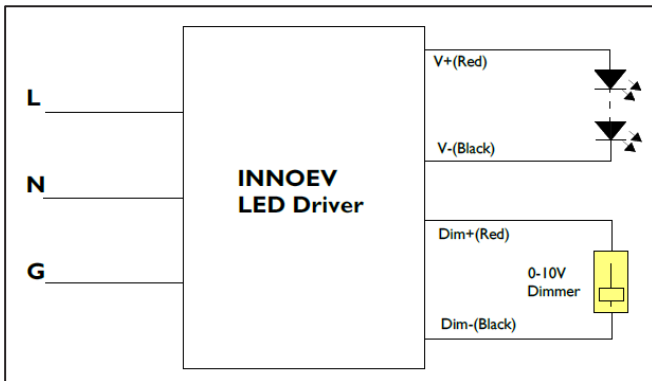 L
N
G
INNOEV
LED Driver
V+(Red)
V-(Black)
Dim+(Red)
0-10V
Dimmer
Dim-(Black)